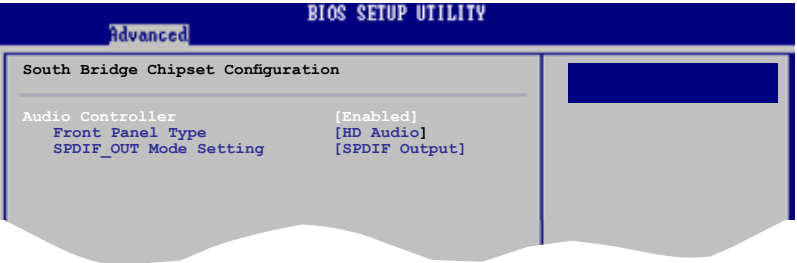 BIOS SETUP UTILITY
Advanced
South Bridge Chipset Configuration
Audio Controller [Enabled]
Front Panel Type [HD Audio]
SPDIF_OUT Mode Setting [SPDIF Output]